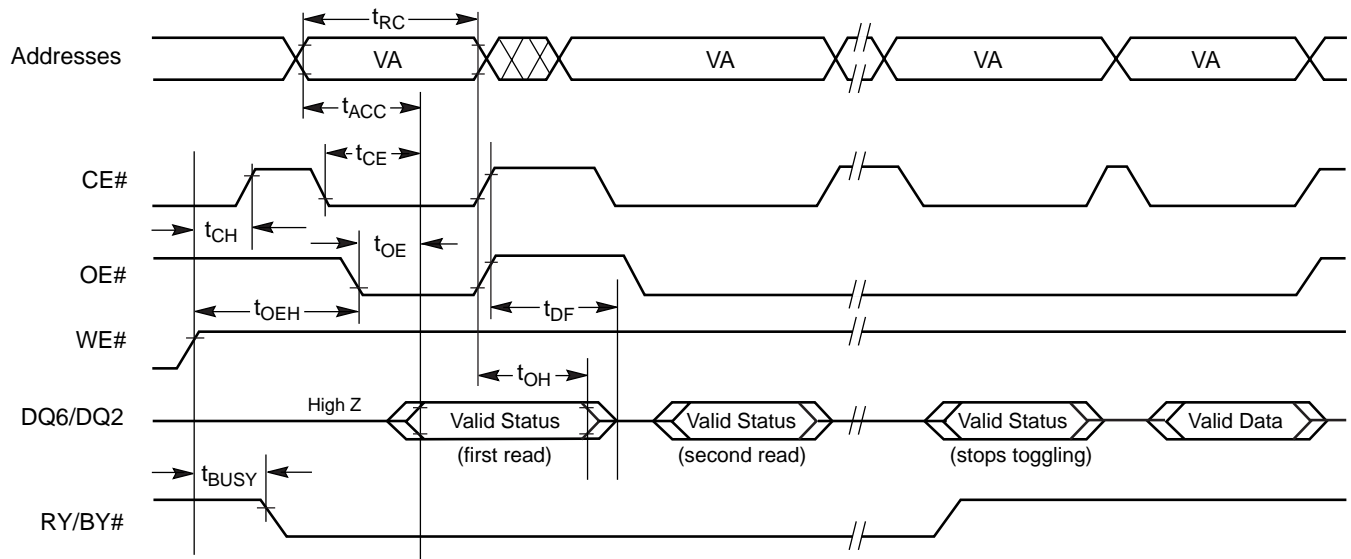 tRC
Addresses VA VA VA VA
tACC
tCE
CE#
tCH tOE
OE#
tOEH tDF
WE#
tOH
High Z
DQ6/DQ2 Valid Status Valid Status Valid Status Valid Data
(first read) (second read) (stops toggling)
tBUSY
RY/BY#